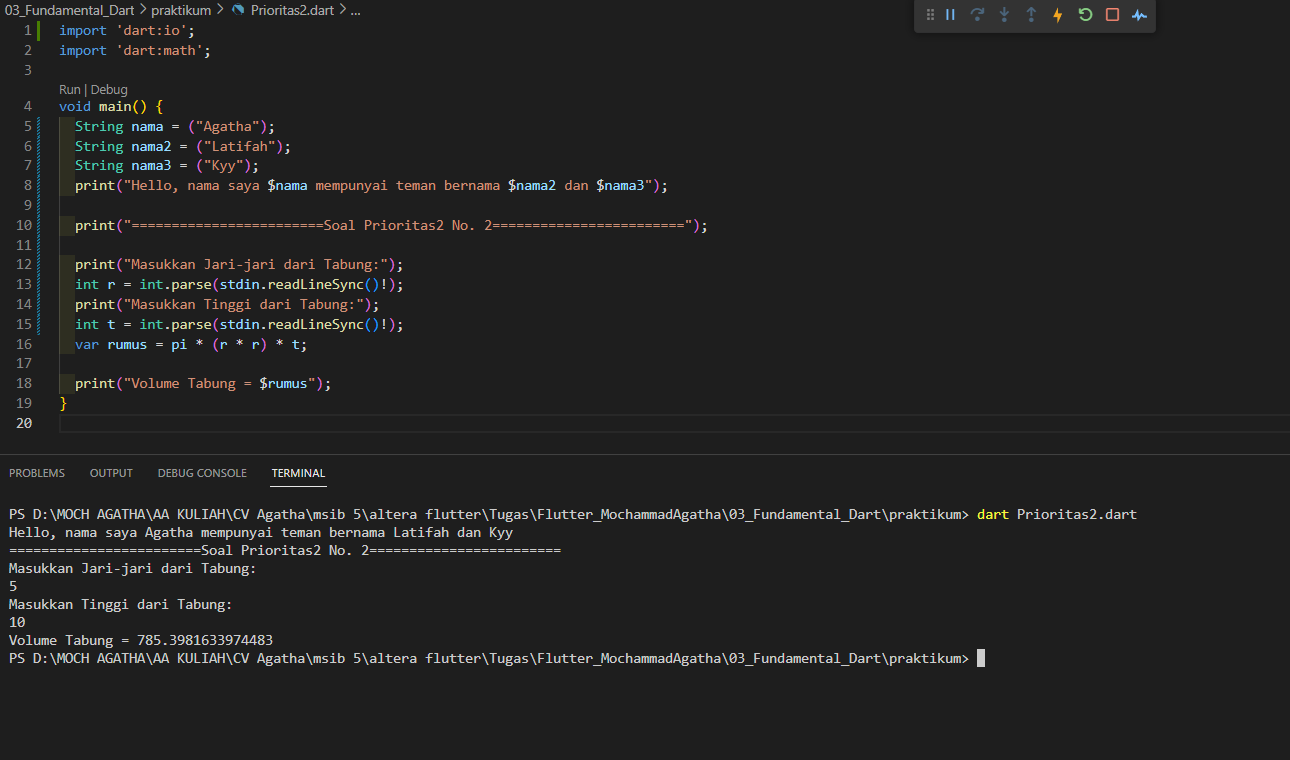 03_Fundamental_Dart > praktikum > Prioritas2.dart > ...
1 import 'dart:io';
2 import 'dart:math';
3
Run | Debug
4 void main() {
5 String nama = ("Agatha");
6 String nama2 = ("Latifah");
7 String nama3 = ("Kyy");
8 print("Hello, nama saya $nama mempunyai teman bernama $nama2 dan $nama3");
9
10 print("========================Soal Prioritas2 No. 2========================");
11
12 print("Masukkan Jari-jari dari Tabung:");
13 int r = int.parse(stdin.readLineSync()!);
14 print("Masukkan Tinggi dari Tabung:");
15 int t = int.parse(stdin.readLineSync()!);
16 var rumus = pi * (r * r) * t;
17
18 print("Volume Tabung = $rumus");
19 }
20
PROBLEMS OUTPUT DEBUG CONSOLE TERMINAL
PS D:\MOCH AGATHA\AA KULIAH\CV Agatha\msib 5\altera flutter\Tugas\Flutter_MochammadAgatha\03_Fundamental_Dart\praktikum> dart Prioritas2.dart
Hello, nama saya Agatha mempunyai teman bernama Latifah dan Kyy
========================Soal Prioritas2 No. 2========================
Masukkan Jari-jari dari Tabung:
5
Masukkan Tinggi dari Tabung:
10
Volume Tabung = 785.3981633974483
PS D:\MOCH AGATHA\AA KULIAH\CV Agatha\msib 5\altera flutter\Tugas\Flutter_MochammadAgatha\03_Fundamental_Dart\praktikum>